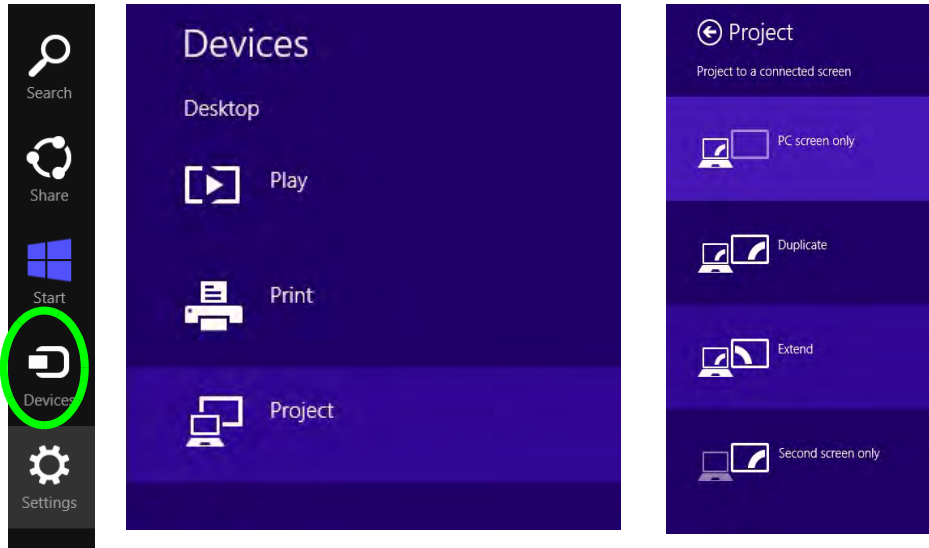 Search
Share
Start
Devices
Settings
Devices
Desktop
Play
Print
Project
Project
Project to a connected screen
PC screen only
Duplicate
Extend
Second screen only